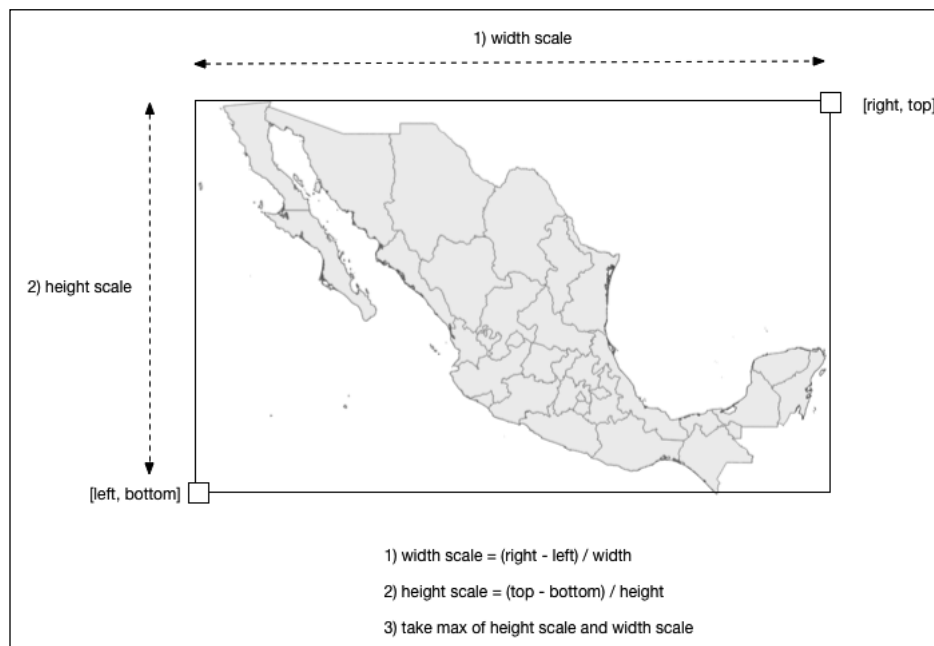 1) width scale
[right, top]
2) height scale
[left, bottom]
1) width scale = (right - left) / width
2) height scale = (top - bottom) / height
3) take max of height scale and width scale